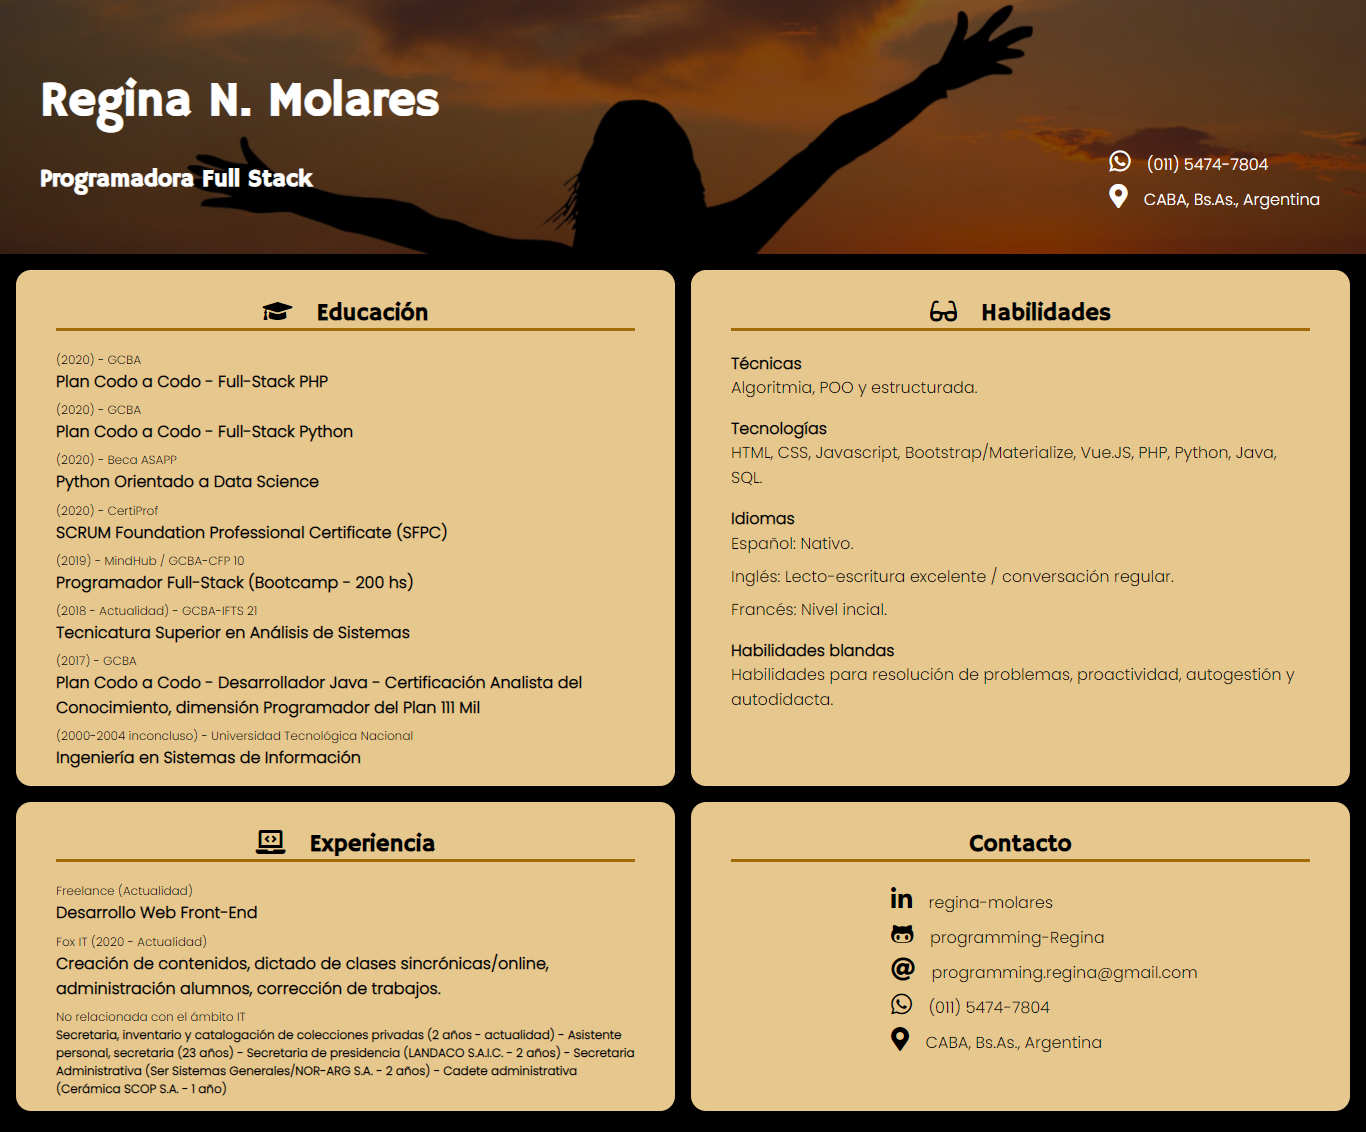 Regina N. Molares
Programadora Full Stack
(011) 5474-7804
CABA, Bs.As., Argentina
Educación
(2020) - GCBA
Plan Codo a Codo - Full-Stack PHP
(2020) - GCBA
Plan Codo a Codo - Full-Stack Python
(2020) - Beca ASAPP
Python Orientado a Data Science
(2020) - CertiProf
SCRUM Foundation Professional Certificate (SFPC)
(2019) - MindHub / GCBA-CFP 10
Programador Full-Stack (Bootcamp - 200 hs)
(2018 - Actualidad) - GCBA-IFTS 21
Tecnicatura Superior en Análisis de Sistemas
(2017) - GCBA
Plan Codo a Codo - Desarrollador Java - Certificación Analista del
Conocimiento, dimensión Programador del Plan 111 Mil
(2000-2004 inconcluso) - Universidad Tecnológica Nacional
Ingeniería en Sistemas de Información
Habilidades
Técnicas
Algoritmia, POO y estructurada.
Tecnologías
HTML, CSS, Javascript, Bootstrap/Materialize, Vue.JS, PHP, Python, Java,
SQL.
Idiomas
Español: Nativo.
Inglés: Lecto-escritura excelente / conversación regular.
Francés: Nivel incial.
Habilidades blandas
Habilidades para resolución de problemas, proactividad, autogestión y
autodidacta.
Experiencia
Freelance (Actualidad)
Desarrollo Web Front-End
Fox IT (2020 - Actualidad)
Creación de contenidos, dictado de clases sincrónicas/online,
administración alumnos, corrección de trabajos.
No relacionada con el ámbito IT
Secretaria, inventario y catalogación de colecciones privadas (2 años - actualidad) - Asistente
personal, secretaria (23 años) - Secretaria de presidencia (LANDACO S.A.I.C. - 2 años) - Secretaria
Administrativa (Ser Sistemas Generales/NOR-ARG S.A. - 2 años) - Cadete administrativa
(Cerámica SCOP S.A. - 1 año)
Contacto
regina-molares
programming-Regina
programming.regina@gmail.com
(011) 5474-7804
CABA, Bs.As., Argentina